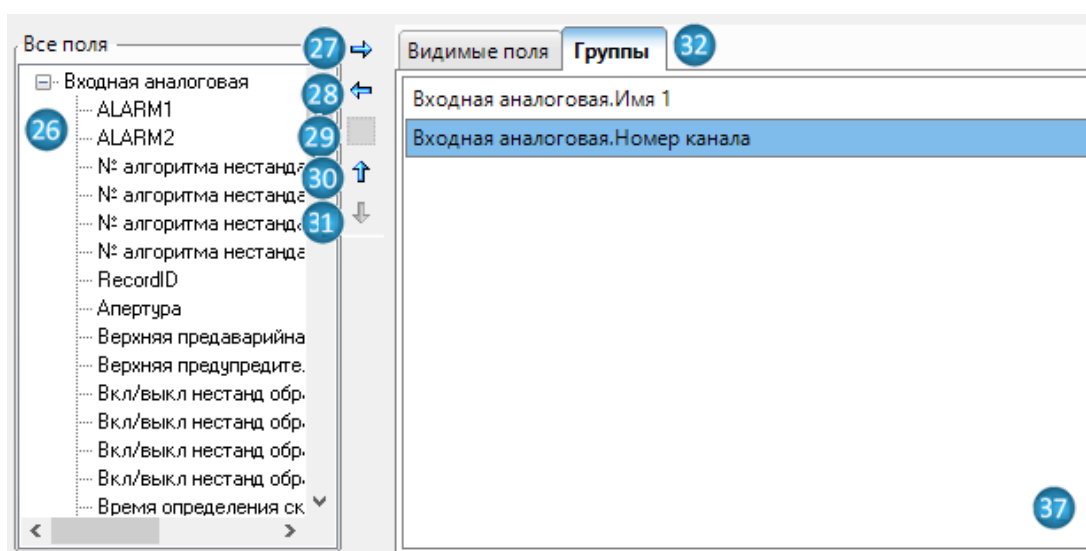 Все поля
27
Входная аналоговая
28
ALARM1
26
ALARM2
29
№ алгоритма нестанда
30
№ алгоритма нестанда
№ алгоритма нестанда
31
№ алгоритма нестанда
RecordID
Апертура
Верхняя предаварийна
Верхняя предупредите.
Вкл/выкл нестанд обр.
Вкл/выкл нестанд обр.
Вкл/выкл нестанд обр.
Вкл/выкл нестанд обр.
Время определения ск
Видимые поля Группы 32
Входная аналоговая.Имя 1
Входная аналоговая.Номер канала
37